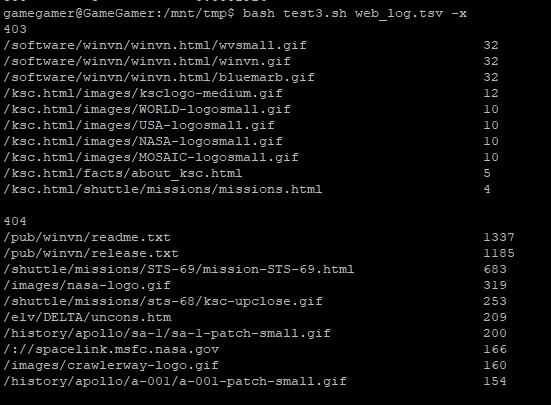 gamegamer@GameGamer:/mnt/tmp$ bash test3.sh web_log.tsv -x
403
/software/winvn/winvn.html/wvsmall.gif 32
/software/winvn/winvn.html/winvn.gif 32
/software/winvn/winvn.html/bluemarb.gif 32
/ksc.html/images/ksclogo-medium.gif 12
/ksc.html/images/WORLD-logosmall.gif 10
/ksc.html/images/USA-logosmall.gif 10
/ksc.html/images/NASA-logosmall.gif 10
/ksc.html/images/MOSAIC-logosmall.gif 10
/ksc.html/facts/about_ksc.html 5
/ksc.html/shuttle/missions/missions.html 4
404
/pub/winvn/readme.txt 1337
/pub/winvn/release.txt 1185
/shuttle/missions/STS-69/mission-STS-69.html 683
/images/nasa-logo.gif 319
/shuttle/missions/sts-68/ksc-upclose.gif 253
/elv/DELTA/uncons.htm 209
/history/apollo/sa-1/sa-1-patch-small.gif 200
/://spacelink.msfc.nasa.gov 166
/images/crawlerway-logo.gif 160
/history/apollo/a-001/a-001-patch-small.gif 154